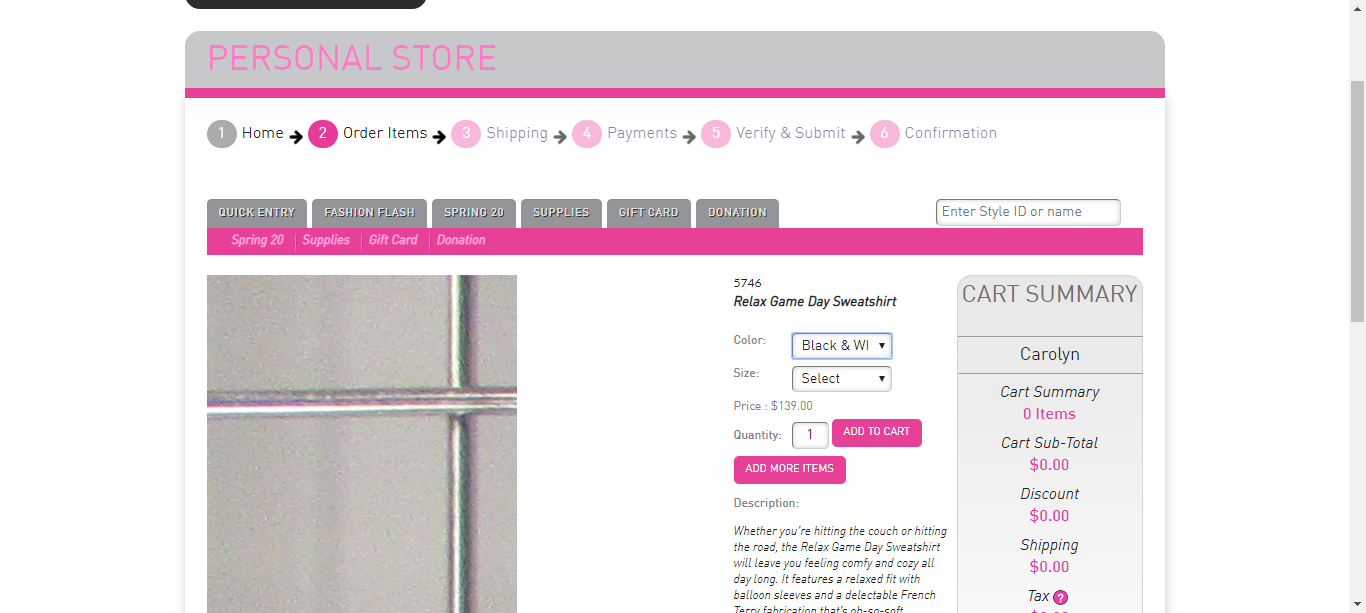 PERSONAL STORE
1 Home 2 Order Items 3 Shipping 4 Payments 5 Verify & Submit 6 Confirmation
QUICK ENTRY FASHION FLASH SPRING 20 SUPPLIES GIFT CARD DONATION
Enter Style ID or name
Spring 20 Supplies Gift Card Donation
5746
Relax Game Day Sweatshirt
Color: Black & WI
Size: Select
Price : $139.00
Quantity: 1 ADD TO CART
ADD MORE ITEMS
Description:
Whether you're hitting the couch or hitting
the road, the Relax Game Day Sweatshirt
will leave you feeling comfy and cozy all
day long. It features a relaxed fit with
balloon sleeves and a delectable French
Terry fabrication that's oh-so-soft.
CART SUMMARY
Carolyn
Cart Summary
0 Items
Cart Sub-Total
$0.00
Discount
$0.00
Shipping
$0.00
Tax ?